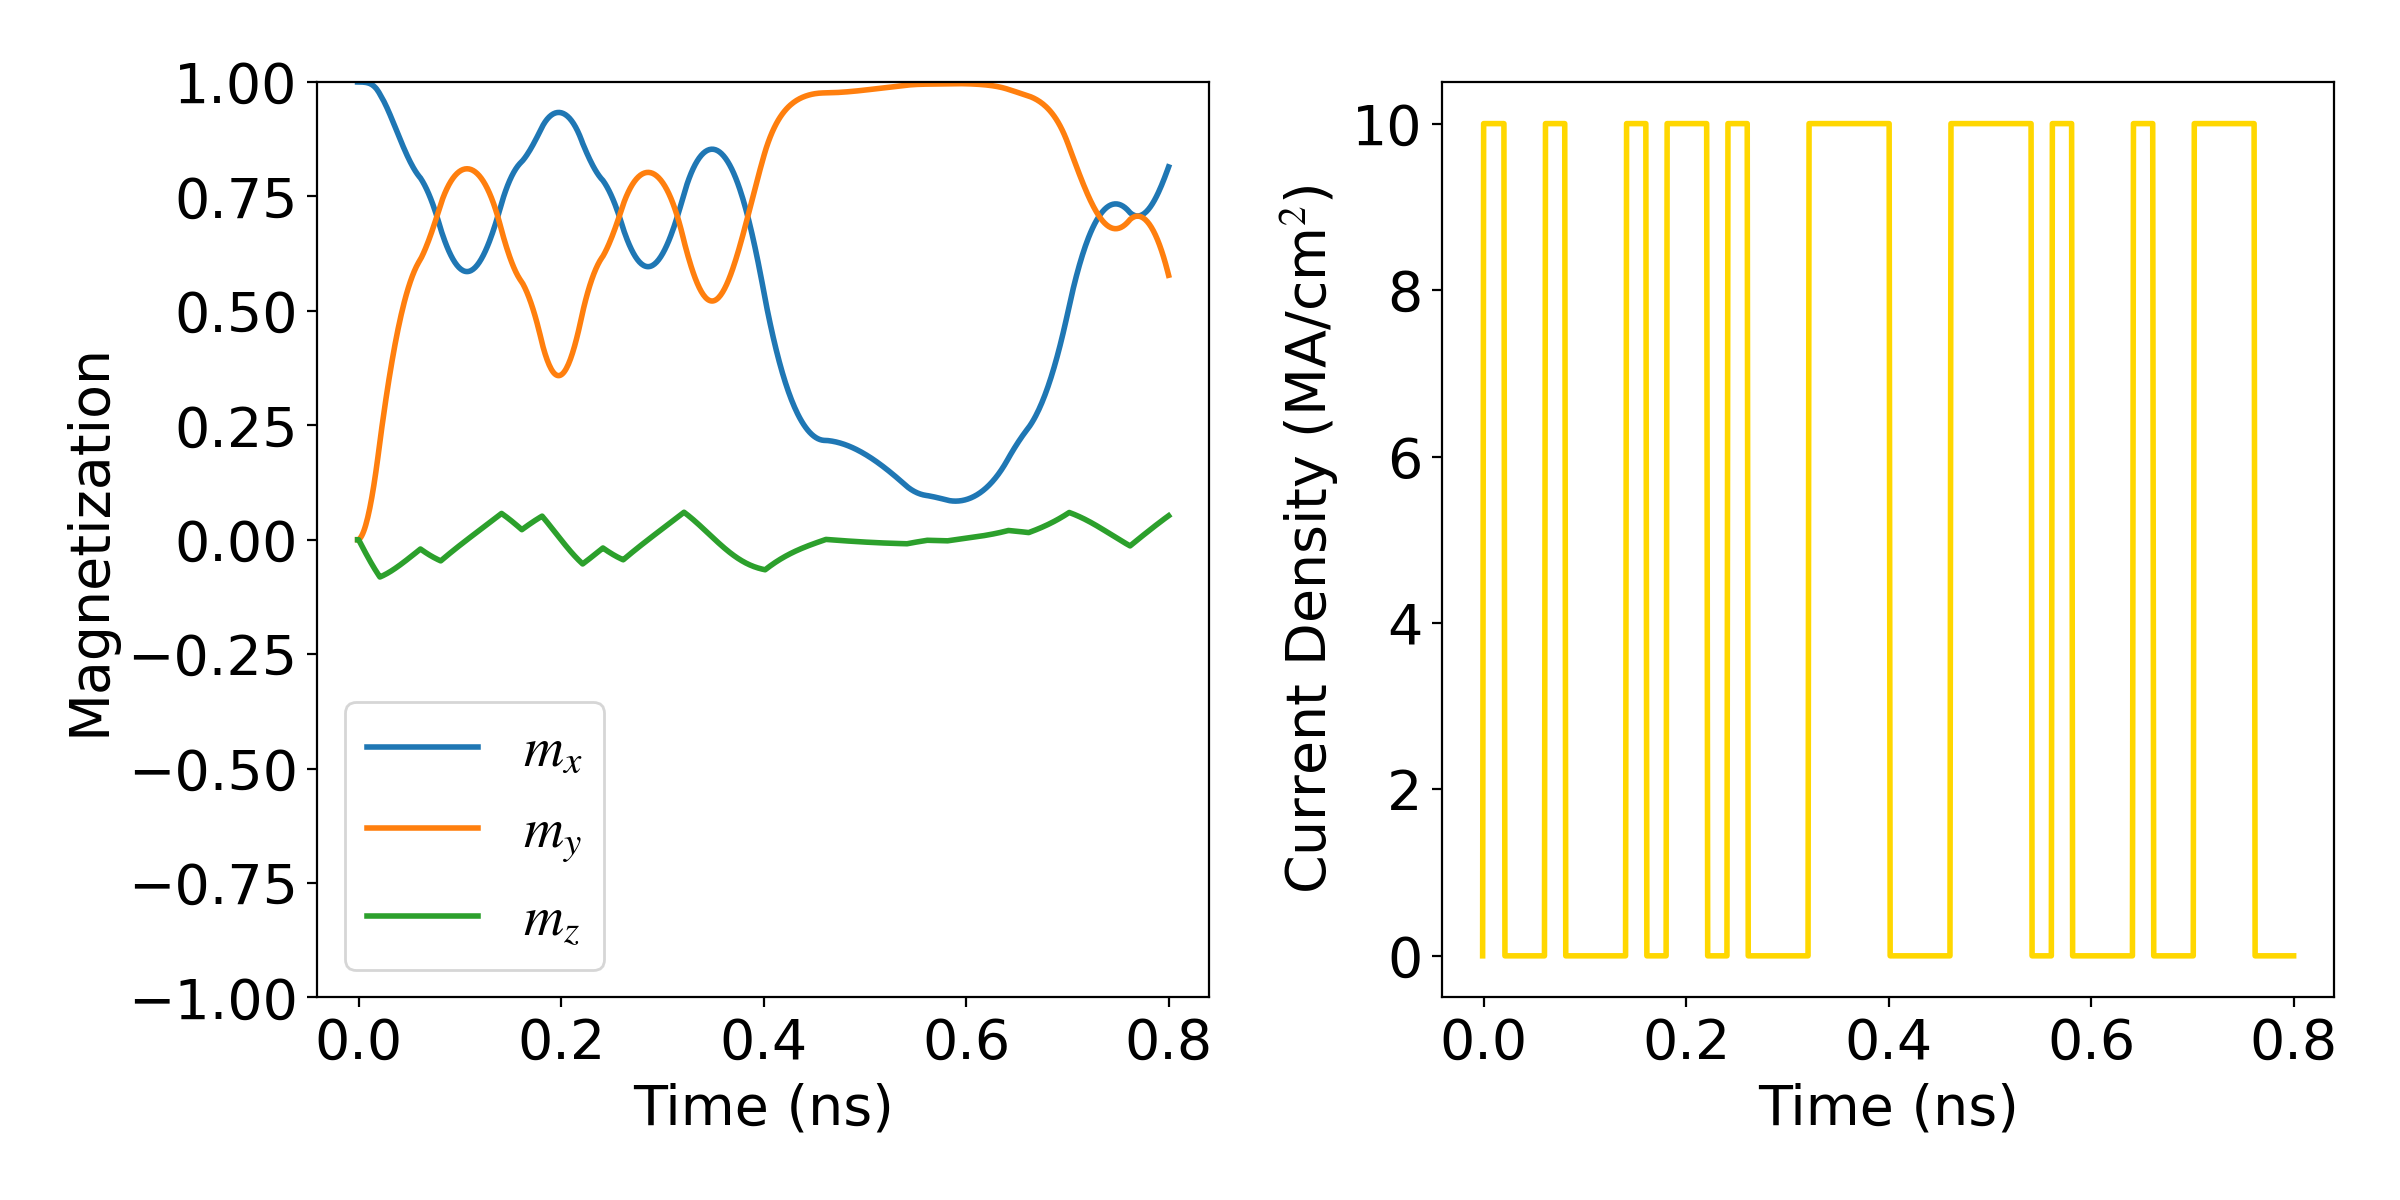 Magnetization
1.00
0.75
0.50
0.25
0.00
−0.25
−0.50
−0.75
−1.00
m_x
m_y
m_z
0.0 0.2 0.4 0.6 0.8
Time (ns)
Current Density (MA/cm²)
10
8
6
4
2
0
0.0 0.2 0.4 0.6 0.8
Time (ns)